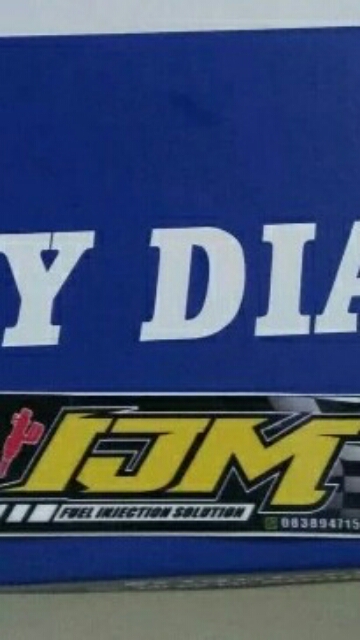 Y DIA
IJM
FUEL INJECTION SOLUTION
083894715